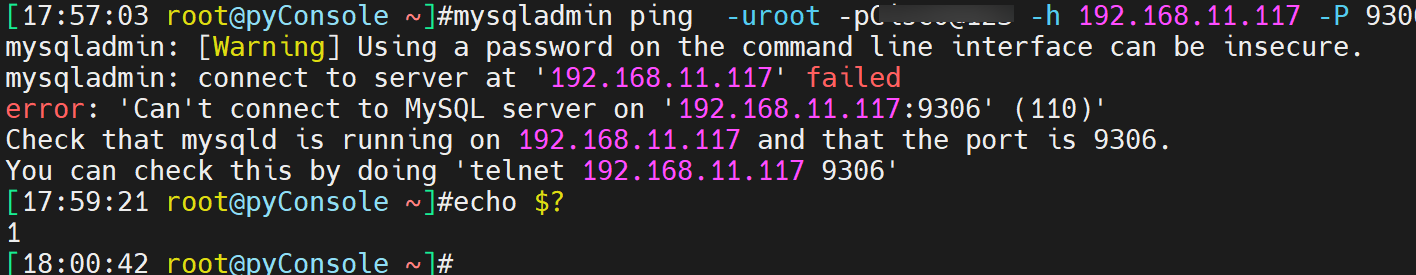 [17:57:03 root@pyConsole ~]#mysqladmin ping  -uroot -h 192.168.11.117 -P
mysqladmin: [Warning] Using a password on the command line interface can be insecure.
mysqladmin: connect to server at '192.168.11.117' failed
error: 'Can't connect to MySQL server on '192.168.11.117:9306' (110)'
Check that mysqld is running on 192.168.11.117 and that the port is 9306.
You can check this by doing 'telnet 192.168.11.117 9306'
[17:59:21 root@pyConsole ~]#echo $?
1
[18:00:42 root@pyConsole ~]#